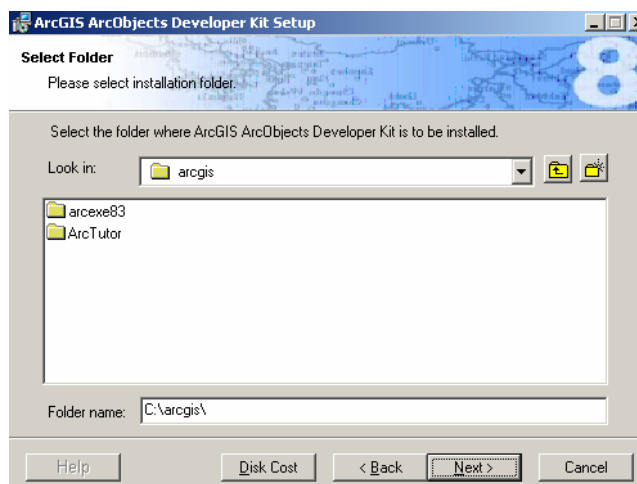 ArcGIS ArcObjects Developer Kit Setup
Select Folder
Please select installation folder.
8
Select the folder where ArcGIS ArcObjects Developer Kit is to be installed.
Look in:
arcgis
arcexe83
ArcTutor
Folder name:
C:\arcgis\
Help
Disk Cost
< Back
Next >
Cancel